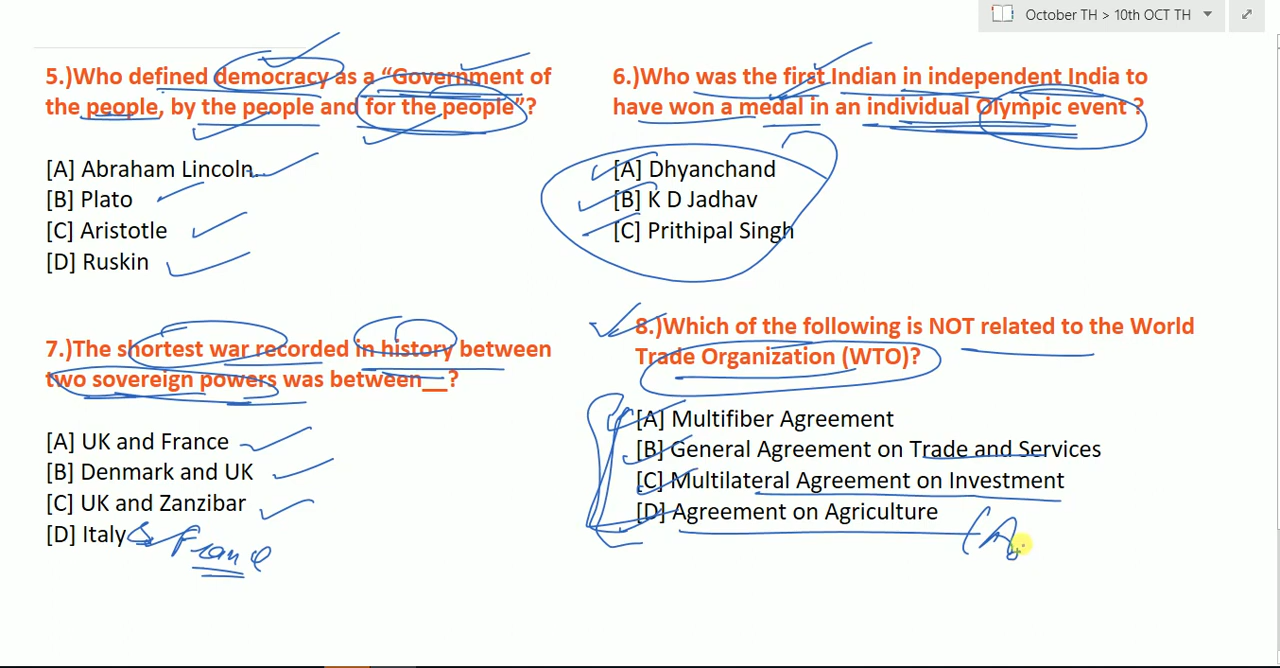 October TH > 10th OCT TH
5.)Who defined democracy as a “Government of
the people, by the people and for the people”?
[A] Abraham Lincoln
[B] Plato
[C] Aristotle
[D] Ruskin
6.)Who was the first Indian in independent India to
have won a medal in an individual Olympic event ?
[A] Dhyanchand
[B] K D Jadhav
[C] Prithipal Singh
7.)The shortest war recorded in history between
two sovereign powers was between__?
[A] UK and France
[B] Denmark and UK
[C] UK and Zanzibar
[D] Italy & France
8.)Which of the following is NOT related to the World
Trade Organization (WTO)?
[A] Multifiber Agreement
[B] General Agreement on Trade and Services
[C] Multilateral Agreement on Investment
[D] Agreement on Agriculture